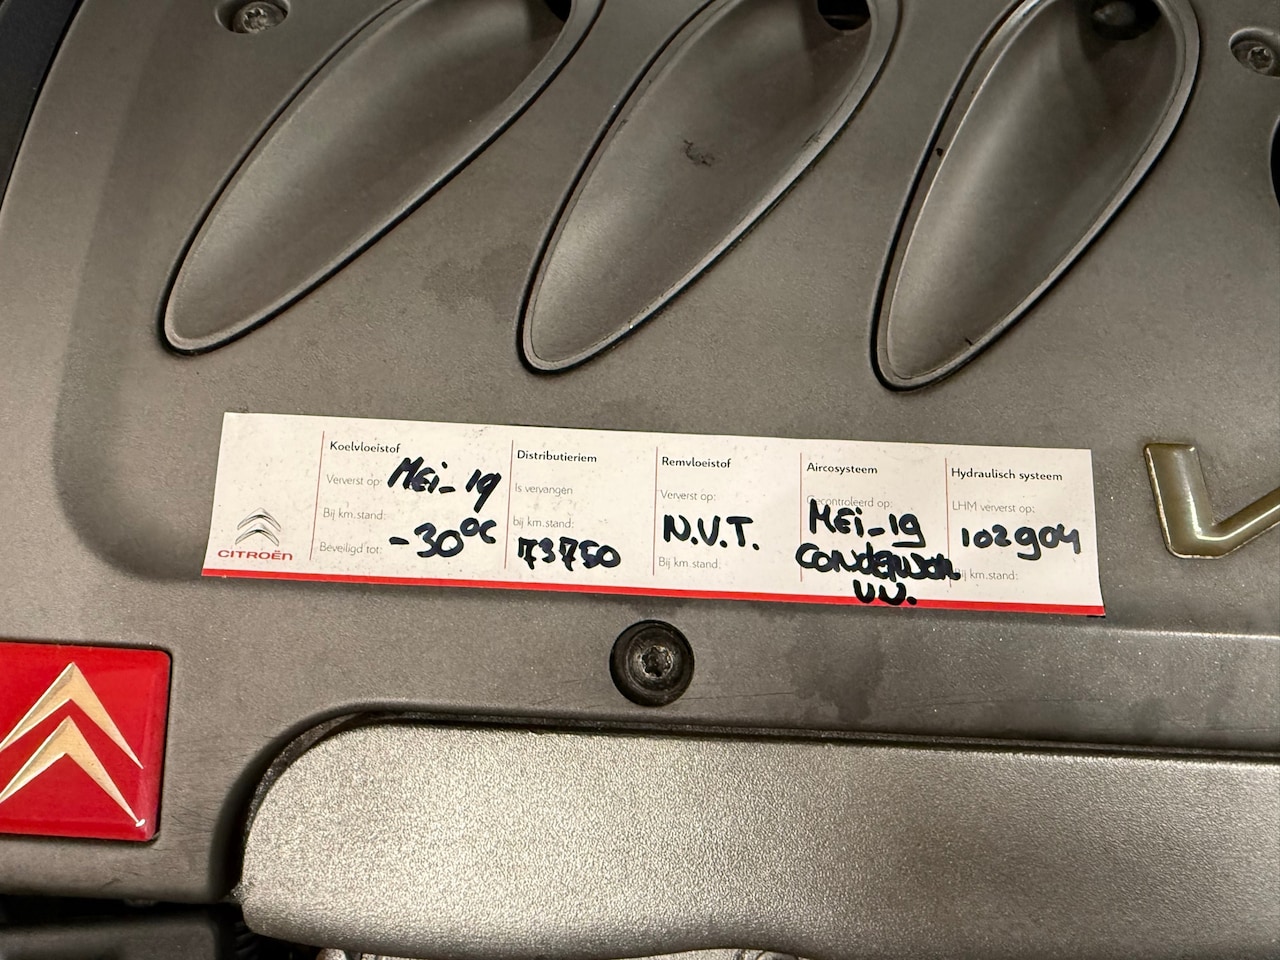 CITROËN
Koelvloeistof
Ververst op: MEi-19
Bij km.stand:
Beveiligd tot: -30°C
Distributieriem
Is vervangen
bij km.stand:
73750
Remvloeistof
Ververst op:
N.V.T.
Bij km.stand:
Aircosysteem
Gecontroleerd op:
MEi-19
VV.
Hydraulisch systeem
LHM ververst op:
102904
Bij km.stand:
V